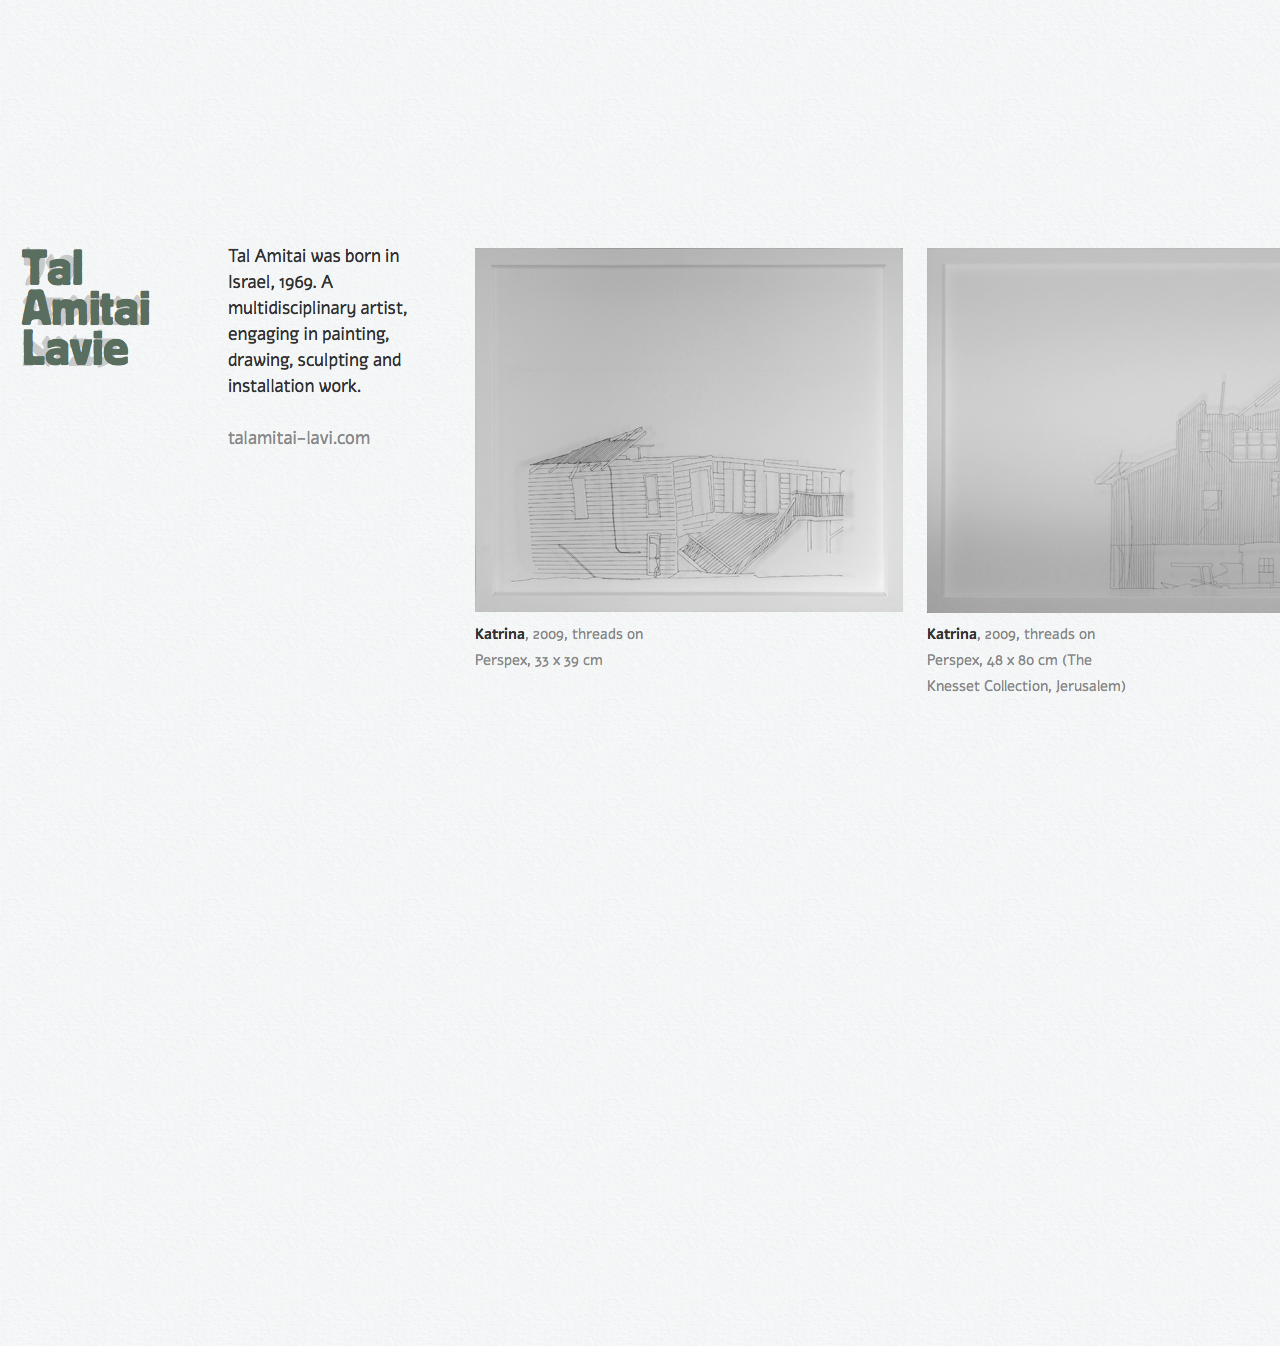 Tal
Amitai
Lavie
Tal Amitai was born in
Israel, 1969. A
multidisciplinary artist,
engaging in painting,
drawing, sculpting and
installation work.
talamitai-lavi.com
Katrina, 2009, threads on
Perspex, 33 x 39 cm
Katrina, 2009, threads on
Perspex, 48 x 80 cm (The
Knesset Collection, Jerusalem)